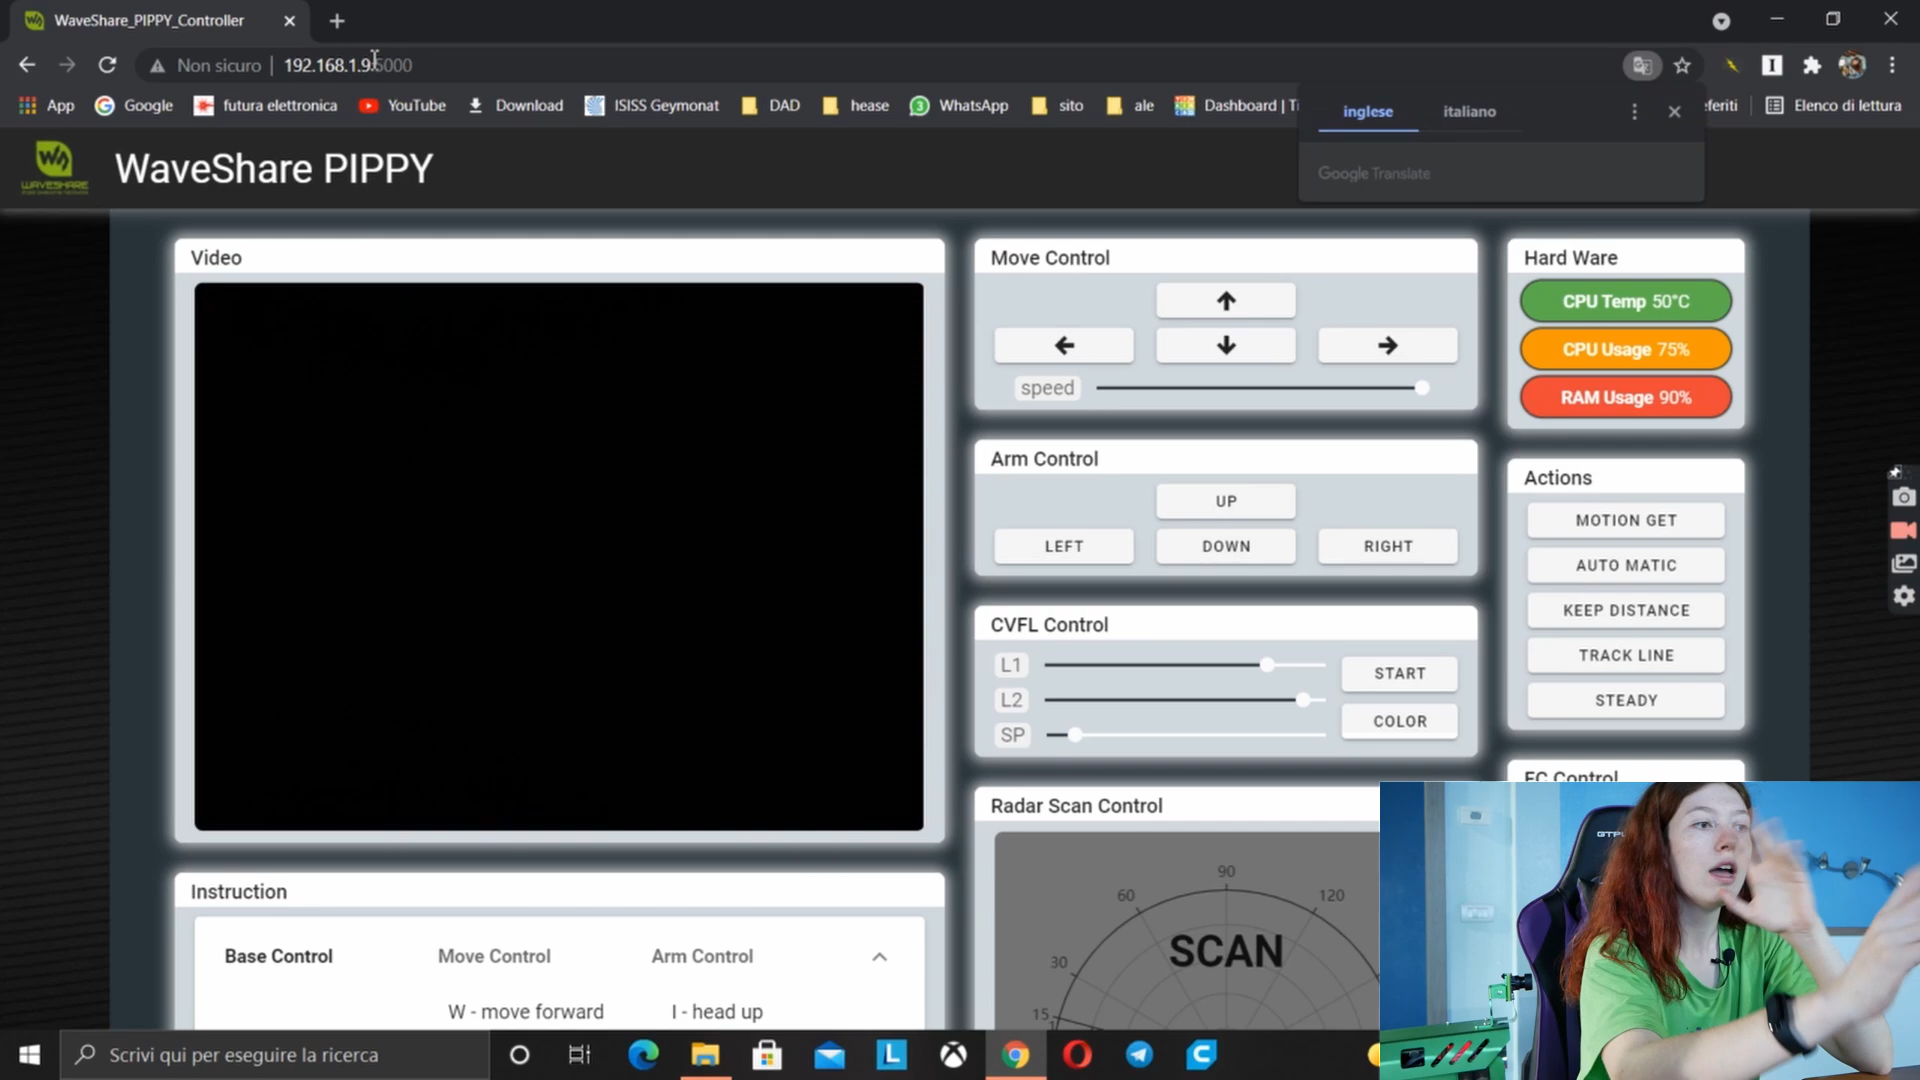 WaveShare_PIPPY_Controller
Non sicuro | 192.168.1.9:5000
App
Google
futura elettronica
YouTube
Download
ISISS Geymonat
DAD
hease
3
WhatsApp
sito
ale
Elenco di lettura
inglese
italiano
Google Translate
WAVESHARE
WaveShare PIPPY
Video
Move Control
speed
Hard Ware
CPU Temp 50°C
CPU Usage 75%
RAM Usage 90%
Arm Control
UP
LEFT
DOWN
RIGHT
Actions
MOTION GET
AUTO MATIC
KEEP DISTANCE
TRACK LINE
STEADY
CVFL Control
L1
L2
SP
START
COLOR
FC Control
Radar Scan Control
90
60
120
30
15
SCAN
Instruction
Base Control
Move Control
Arm Control
W - move forward
I - head up
Scrivi qui per eseguire la ricerca